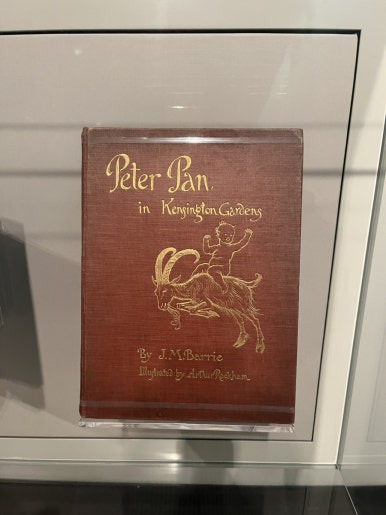 Peter Pan
in Kensington Gardens
By J.M.Barrie
Illustrated by Arthur Rackham